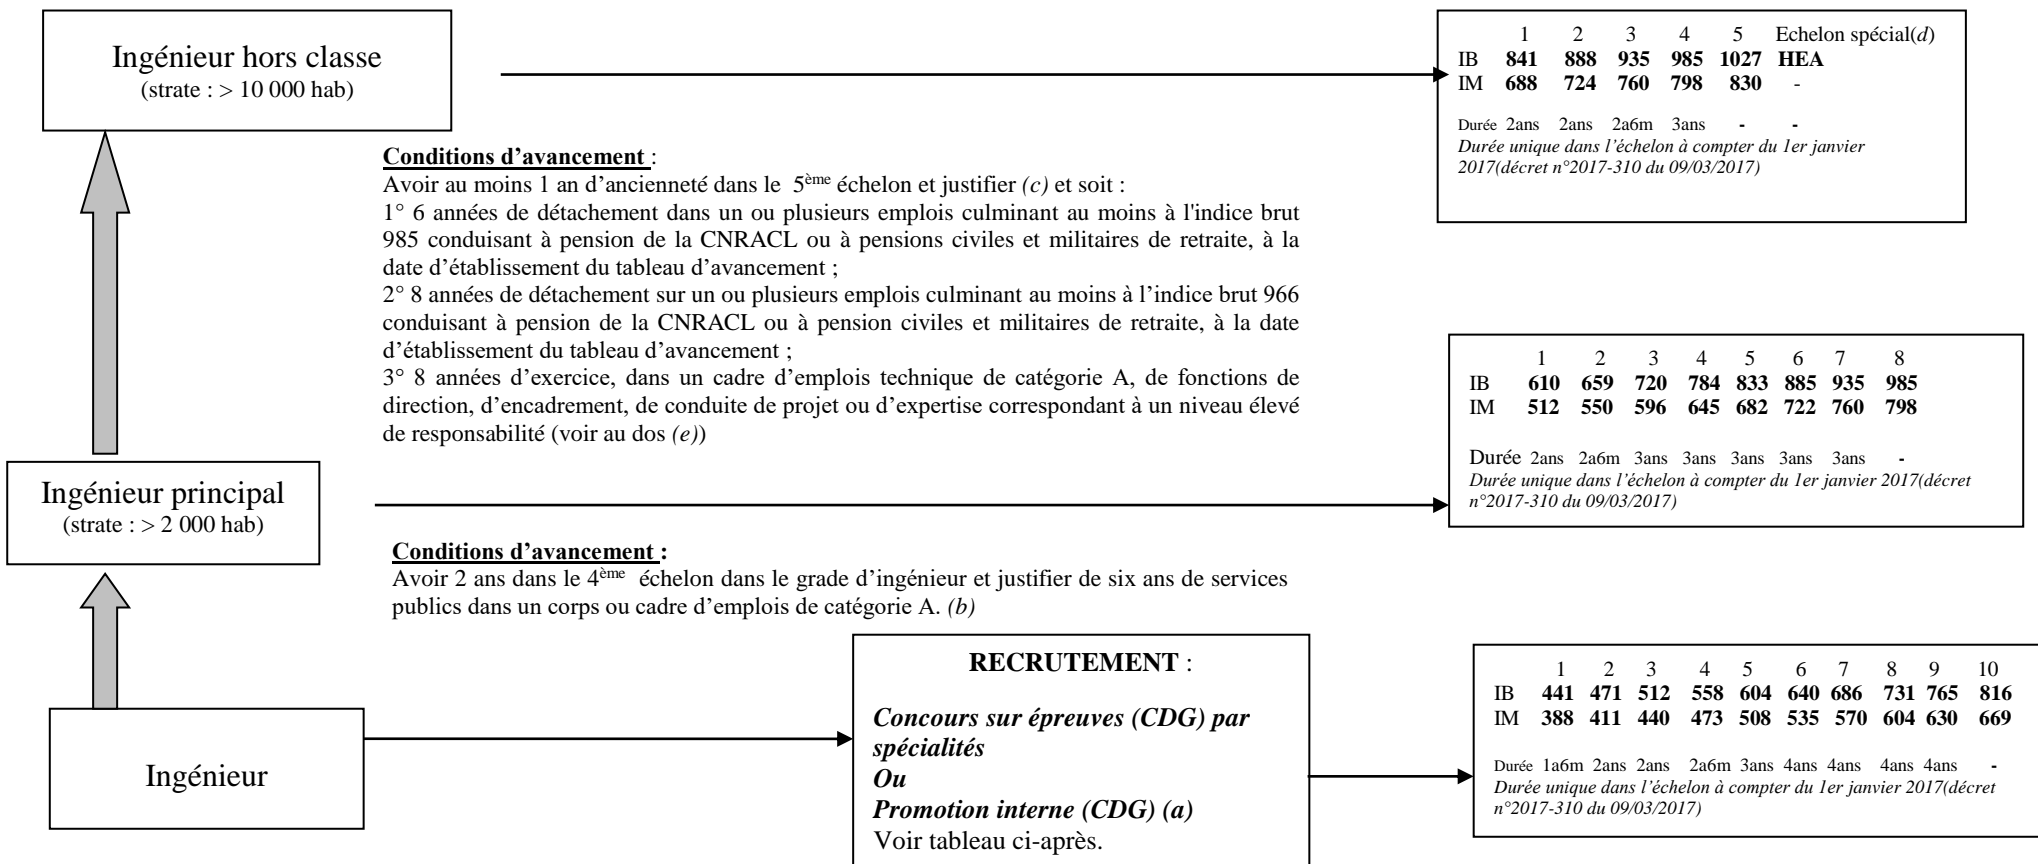 Ingénieur hors classe
(strate : > 10 000 hab)
1 2 3 4 5 Echelon spécial(d)
IB 841 888 935 985 1027 HEA
IM 688 724 760 798 830 -
Durée 2ans 2ans 2a6m 3ans - -
Durée unique dans l’échelon à compter du 1er janvier
2017(décret n°2017-310 du 09/03/2017)
Conditions d’avancement :
Avoir au moins 1 an d’ancienneté dans le 5ème échelon et justifier (c) et soit :
1° 6 années de détachement dans un ou plusieurs emplois culminant au moins à l'indice brut
985 conduisant à pension de la CNRACL ou à pensions civiles et militaires de retraite, à la
date d’établissement du tableau d’avancement ;
2° 8 années de détachement sur un ou plusieurs emplois culminant au moins à l’indice brut 966
conduisant à pension de la CNRACL ou à pension civiles et militaires de retraite, à la date
d’établissement du tableau d’avancement ;
3° 8 années d’exercice, dans un cadre d’emplois technique de catégorie A, de fonctions de
direction, d’encadrement, de conduite de projet ou d’expertise correspondant à un niveau élevé
de responsabilité (voir au dos (e))
Ingénieur principal
(strate : > 2 000 hab)
1 2 3 4 5 6 7 8
IB 610 659 720 784 833 885 935 985
IM 512 550 596 645 682 722 760 798
Durée 2ans 2a6m 3ans 3ans 3ans 3ans 3ans -
Durée unique dans l’échelon à compter du 1er janvier 2017(décret
n°2017-310 du 09/03/2017)
Conditions d’avancement :
Avoir 2 ans dans le 4ème échelon dans le grade d’ingénieur et justifier de six ans de services
publics dans un corps ou cadre d’emplois de catégorie A. (b)
Ingénieur
RECRUTEMENT :
Concours sur épreuves (CDG) par
spécialités
Ou
Promotion interne (CDG) (a)
Voir tableau ci-après.
1 2 3 4 5 6 7 8 9 10
IB 441 471 512 558 604 640 686 731 765 816
IM 388 411 440 473 508 535 570 604 630 669
Durée 1a6m 2ans 2ans 2a6m 3ans 4ans 4ans 4ans 4ans -
Durée unique dans l’échelon à compter du 1er janvier 2017(décret
n°2017-310 du 09/03/2017)